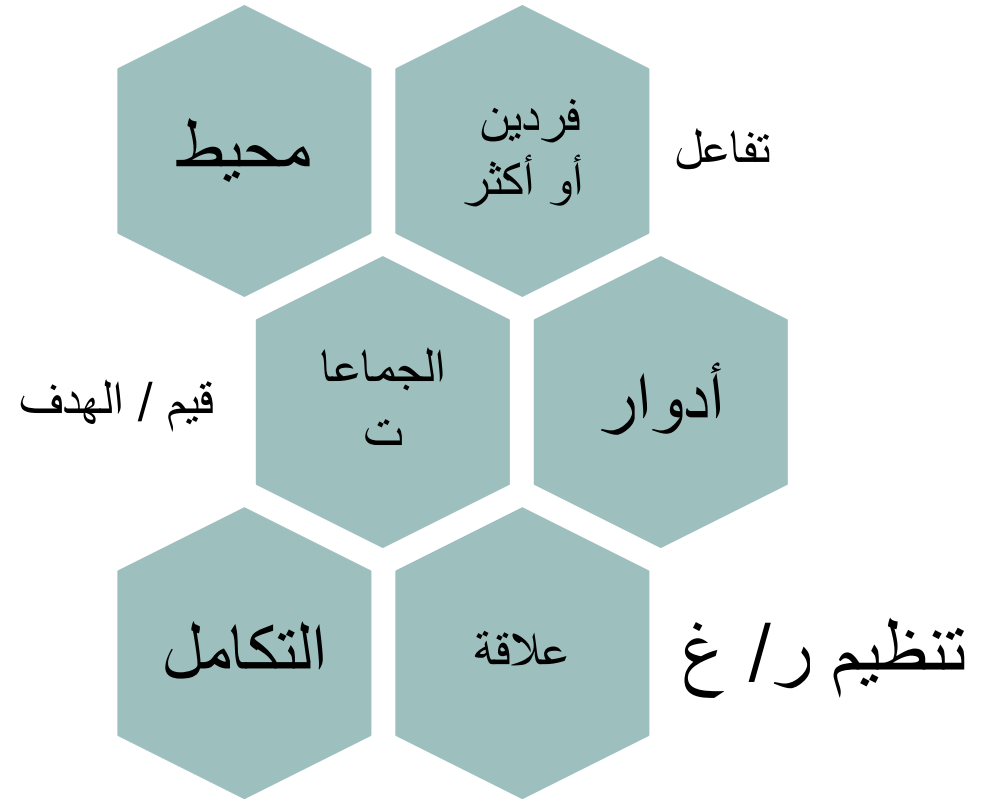 محيط
فردين
أو أكثر
تفاعل
قيم / الهدف
الجماعا
ت
أدوار
التكامل
علاقة
تنظيم ر/ غ